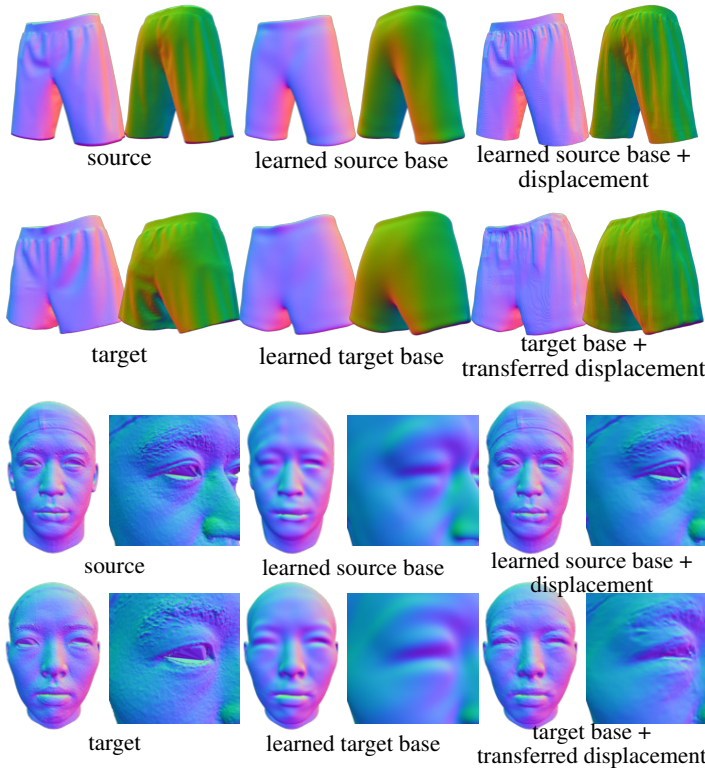 source
learned source base
learned source base +
displacement
target
learned target base
target base +
transferred displacement
source
learned source base
learned source base +
displacement
target
learned target base
target base +
transferred displacement